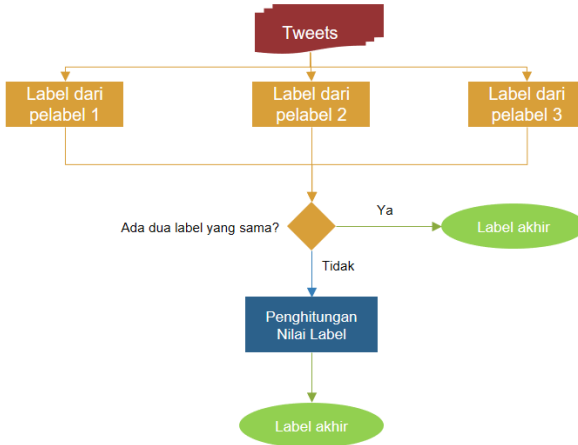 Tweets
Label dari
pelabel 1
Label dari
pelabel 2
Label dari
pelabel 3
Ada dua label yang sama?
Ya
Label akhir
Tidak
Penghitungan
Nilai Label
Label akhir